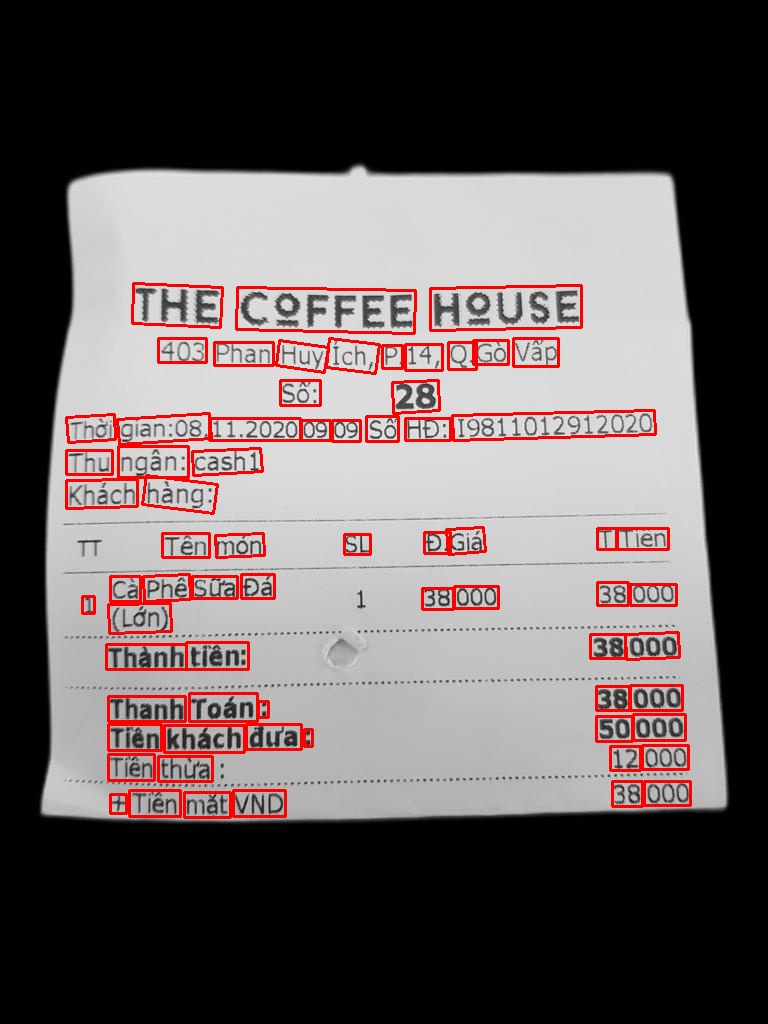 THE COFFEE HOUSE
403 Phan Huy Ích, P.14, Q.Gò Vấp
Số: 28
Thời gian:08.11.2020 09:09 Số HĐ: I9811012912020
Thu ngân: cash1
Khách hàng:
TT Tên món SL Đ.Giá T.Tiền
1 Cà Phê Sữa Đá 1 38,000 38,000
(Lớn)
Thành tiền: 38,000
Thanh Toán : 38,000
Tiền khách đưa : 50,000
Tiền thừa : 12,000
+ Tiền mặt VND 38,000